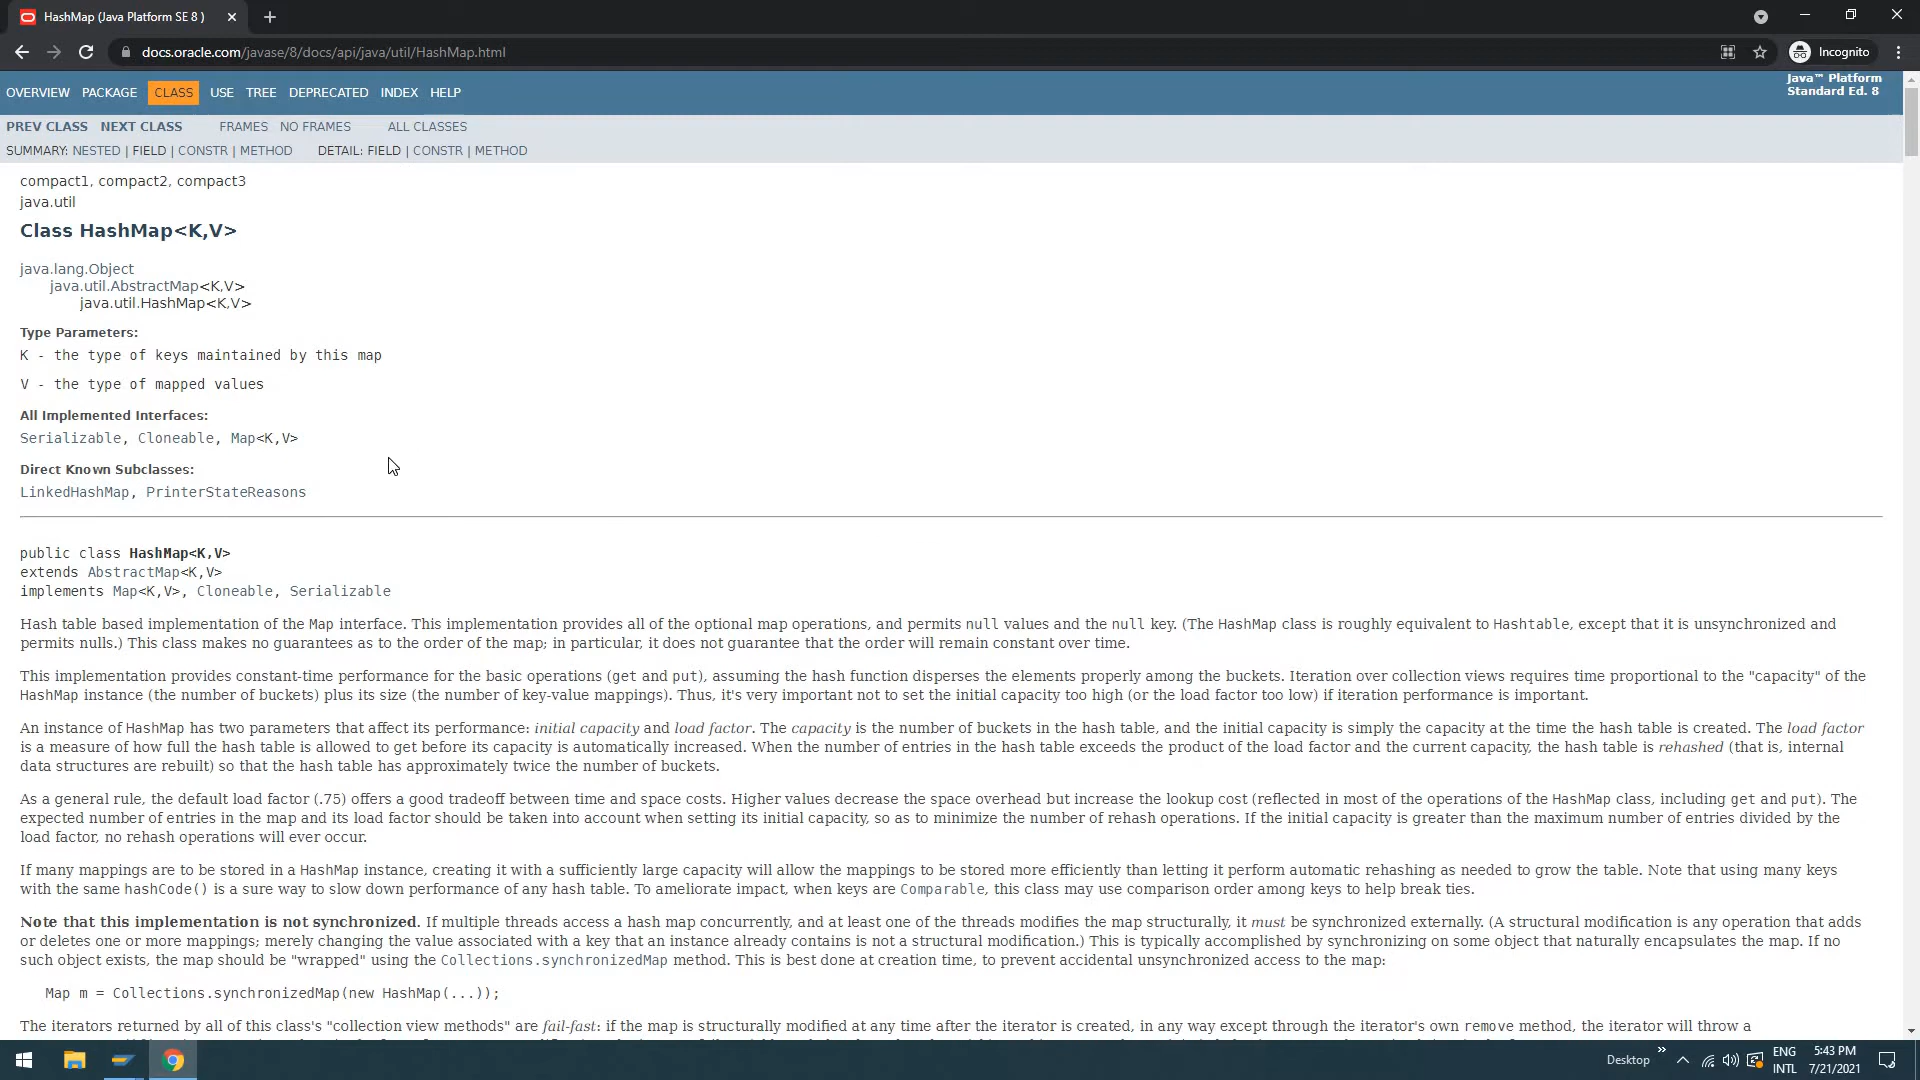 HashMap (Java Platform SE 8 )
docs.oracle.com/javase/8/docs/api/java/util/HashMap.html
Incognito
OVERVIEW PACKAGE CLASS USE TREE DEPRECATED INDEX HELP
Java™ Platform
Standard Ed. 8
PREV CLASS NEXT CLASS FRAMES NO FRAMES ALL CLASSES
SUMMARY: NESTED | FIELD | CONSTR | METHOD DETAIL: FIELD | CONSTR | METHOD
compact1, compact2, compact3
java.util
Class HashMap<K,V>
java.lang.Object
java.util.AbstractMap<K,V>
java.util.HashMap<K,V>
Type Parameters:
K - the type of keys maintained by this map
V - the type of mapped values
All Implemented Interfaces:
Serializable, Cloneable, Map<K,V>
Direct Known Subclasses:
LinkedHashMap, PrinterStateReasons
public class HashMap<K,V>
extends AbstractMap<K,V>
implements Map<K,V>, Cloneable, Serializable
Hash table based implementation of the Map interface. This implementation provides all of the optional map operations, and permits null values and the null key. (The HashMap class is roughly equivalent to Hashtable, except that it is unsynchronized and
permits nulls.) This class makes no guarantees as to the order of the map; in particular, it does not guarantee that the order will remain constant over time.
This implementation provides constant-time performance for the basic operations (get and put), assuming the hash function disperses the elements properly among the buckets. Iteration over collection views requires time proportional to the "capacity" of the
HashMap instance (the number of buckets) plus its size (the number of key-value mappings). Thus, it's very important not to set the initial capacity too high (or the load factor too low) if iteration performance is important.
An instance of HashMap has two parameters that affect its performance: initial capacity and load factor. The capacity is the number of buckets in the hash table, and the initial capacity is simply the capacity at the time the hash table is created. The load factor
is a measure of how full the hash table is allowed to get before its capacity is automatically increased. When the number of entries in the hash table exceeds the product of the load factor and the current capacity, the hash table is rehashed (that is, internal
data structures are rebuilt) so that the hash table has approximately twice the number of buckets.
As a general rule, the default load factor (.75) offers a good tradeoff between time and space costs. Higher values decrease the space overhead but increase the lookup cost (reflected in most of the operations of the HashMap class, including get and put). The
expected number of entries in the map and its load factor should be taken into account when setting its initial capacity, so as to minimize the number of rehash operations. If the initial capacity is greater than the maximum number of entries divided by the
load factor, no rehash operations will ever occur.
If many mappings are to be stored in a HashMap instance, creating it with a sufficiently large capacity will allow the mappings to be stored more efficiently than letting it perform automatic rehashing as needed to grow the table. Note that using many keys
with the same hashCode() is a sure way to slow down performance of any hash table. To ameliorate impact, when keys are Comparable, this class may use comparison order among keys to help break ties.
Note that this implementation is not synchronized. If multiple threads access a hash map concurrently, and at least one of the threads modifies the map structurally, it must be synchronized externally. (A structural modification is any operation that adds
or deletes one or more mappings; merely changing the value associated with a key that an instance already contains is not a structural modification.) This is typically accomplished by synchronizing on some object that naturally encapsulates the map. If no
such object exists, the map should be "wrapped" using the Collections.synchronizedMap method. This is best done at creation time, to prevent accidental unsynchronized access to the map:
Map m = Collections.synchronizedMap(new HashMap(...));
The iterators returned by all of this class's "collection view methods" are fail-fast: if the map is structurally modified at any time after the iterator is created, in any way except through the iterator's own remove method, the iterator will throw a
Desktop
ENG
INTL
5:43 PM
7/21/2021